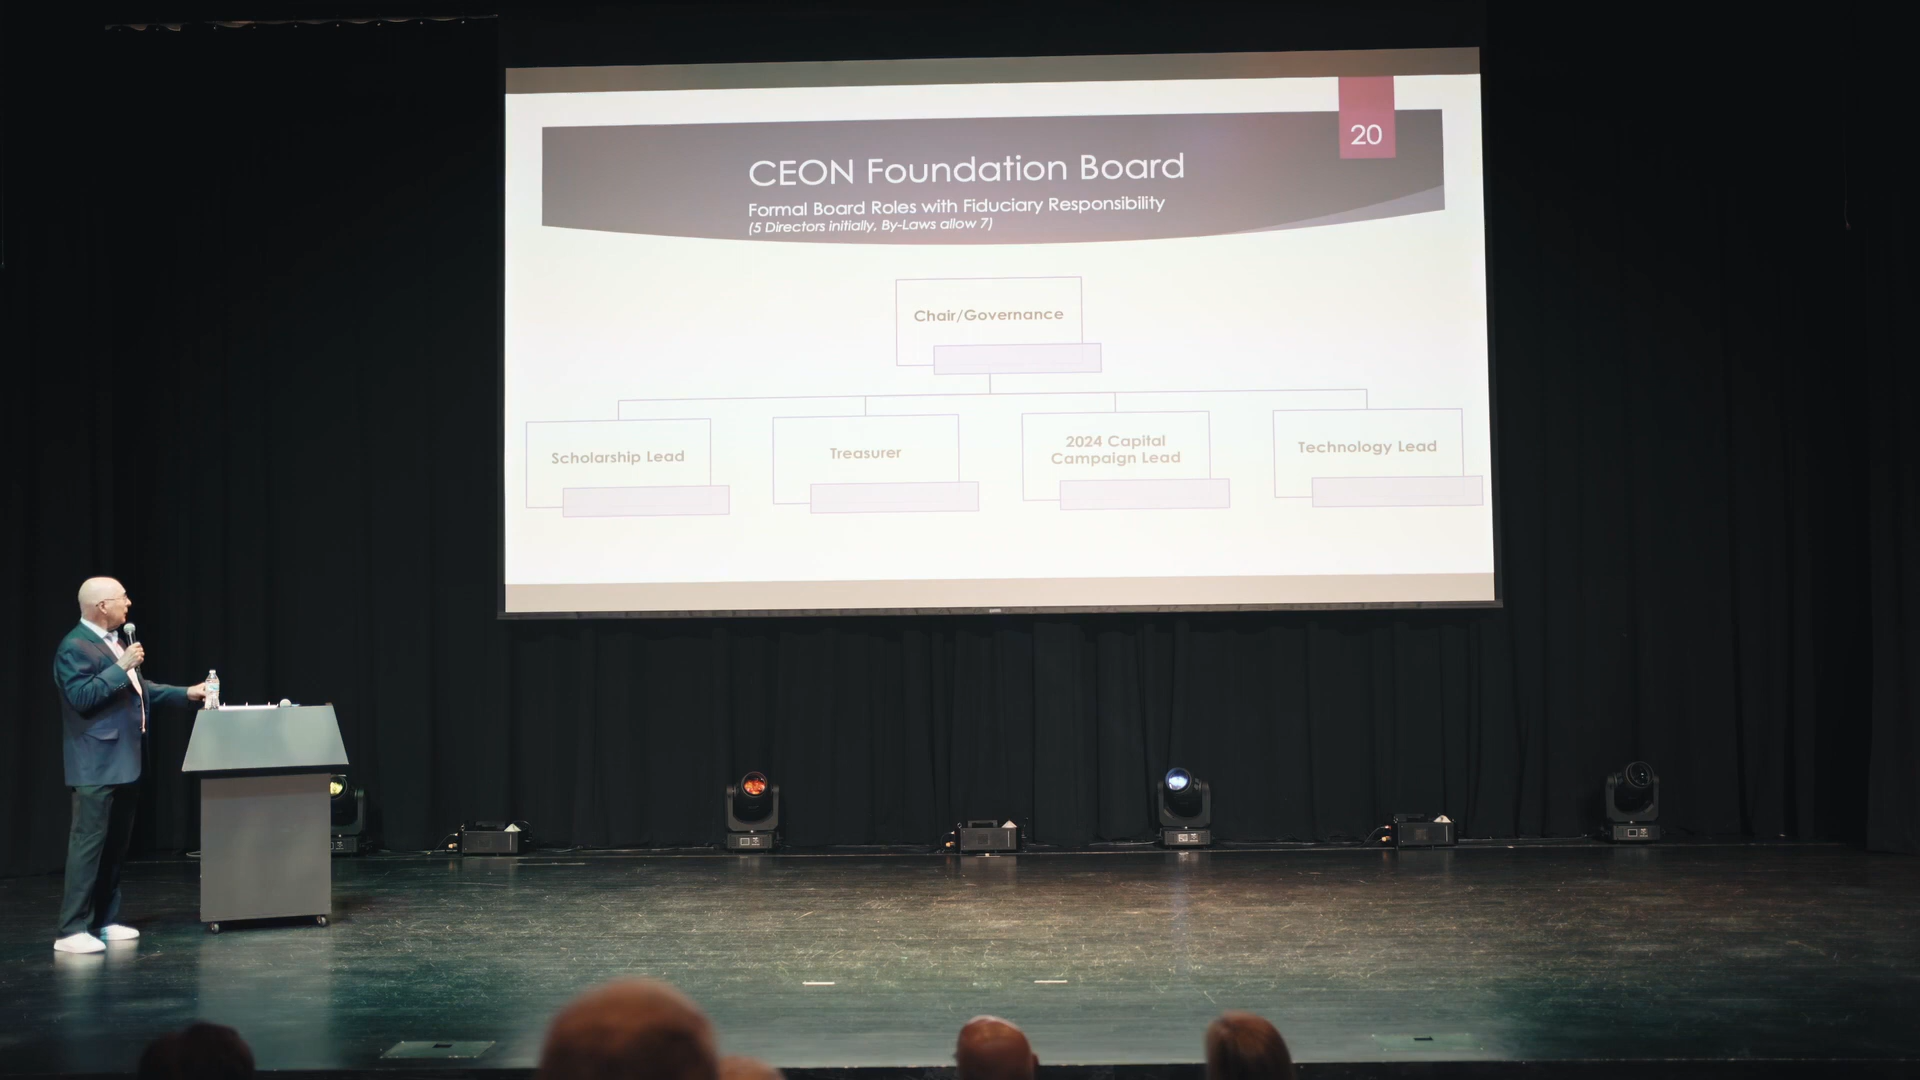 20
CEON Foundation Board
Formal Board Roles with Fiduciary Responsibility
(5 Directors initially, By-Laws allow 7)
Chair/Governance
Scholarship Lead
Treasurer
2024 Capital
Campaign Lead
Technology Lead